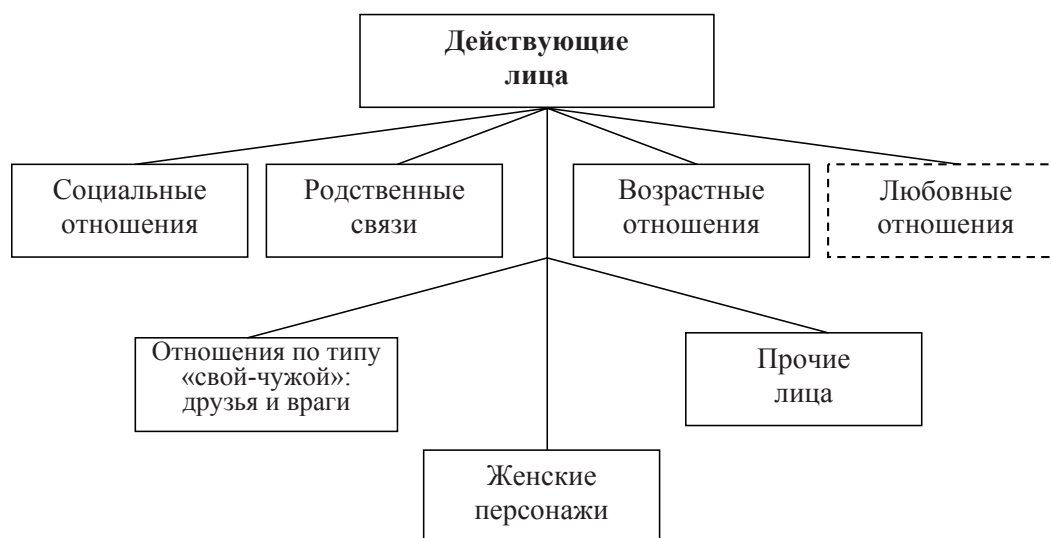 Действующие
лица
Социальные
отношения
Родственные
связи
Возрастные
отношения
Любовные
отношения
Отношения по типу
«свой-чужой»:
друзья и враги
Прочие
лица
Женские
персонажи